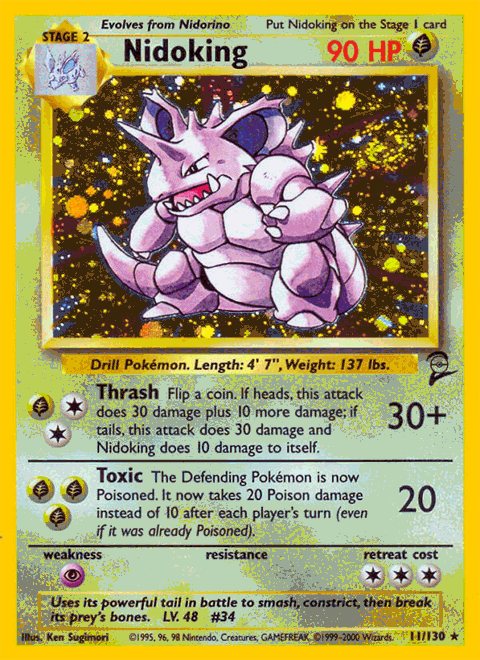 Evolves from Nidorino Put Nidoking on the Stage 1 card
STAGE 2
Nidoking 90 HP
Drill Pokémon. Length: 4' 7", Weight: 137 lbs.
Thrash Flip a coin. If heads, this attack
does 30 damage plus 10 more damage; if
tails, this attack does 30 damage and
Nidoking does 10 damage to itself.
30+
Toxic The Defending Pokémon is now
Poisoned. It now takes 20 Poison damage
instead of 10 after each player's turn (even
if it was already Poisoned).
20
weakness resistance retreat cost
Uses its powerful tail in battle to smash, constrict, then break
its prey's bones. LV. 48 #34
Illus. Ken Sugimori ©1995, 96, 98 Nintendo, Creatures, GAMEFREAK. ©1999-2000 Wizards. 11/130 ★